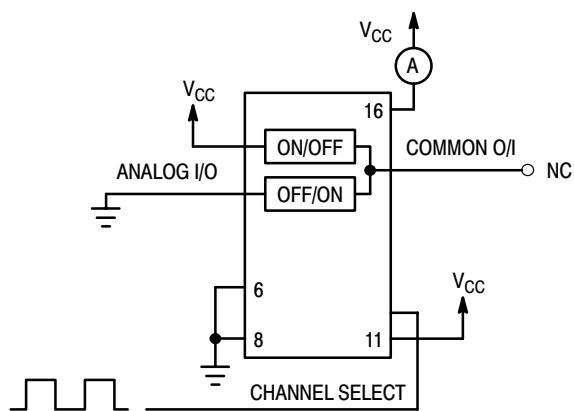 VCC
A
VCC
16
ON/OFF
COMMON O/I
ANALOG I/O
NC
OFF/ON
6
VCC
8
11
CHANNEL SELECT